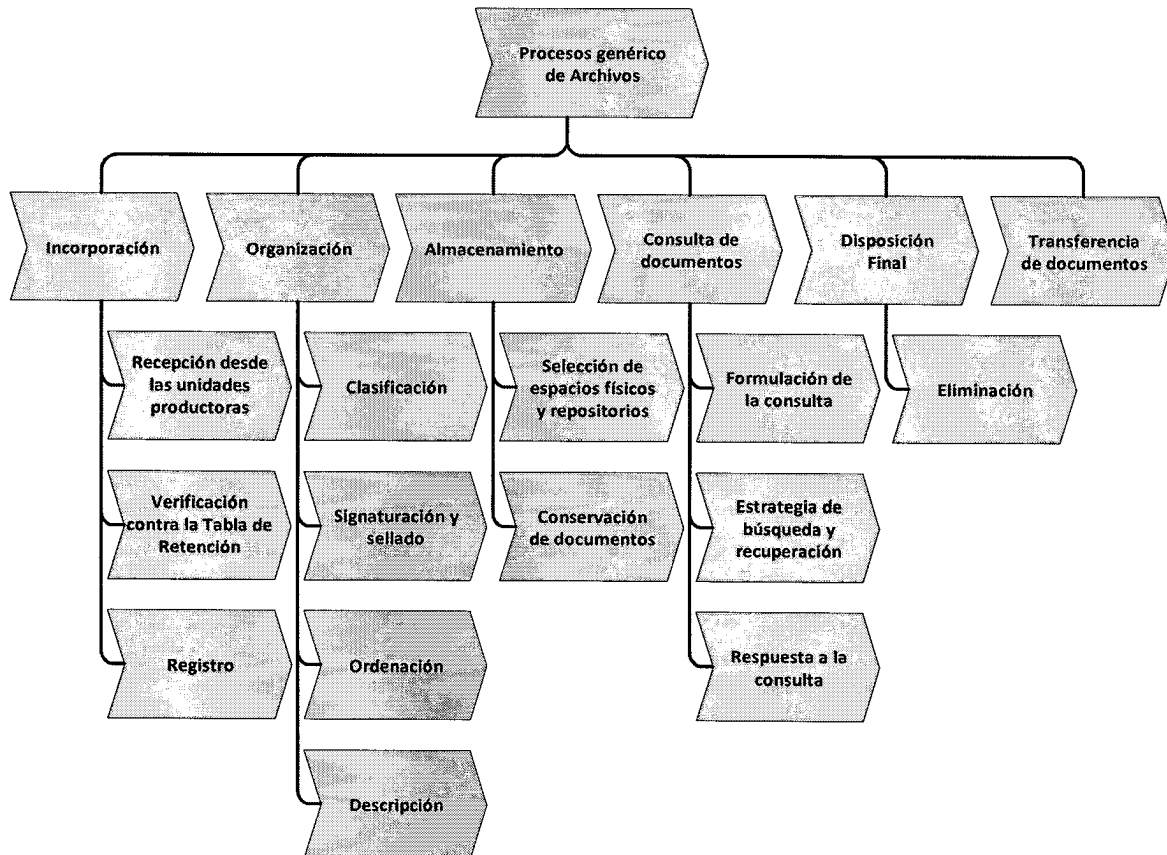 Procesos genérico
de Archivos
Incorporación
Organización
Almacenamiento
Consulta de
documentos
Disposición
Final
Transferencia
de documentos
Recepción desde
las unidades
productoras
Clasificación
Selección de
espacios físicos
y repositorios
Formulación de
la consulta
Eliminación
Verificación
contra la Tabla de
Retención
Signaturación y
sellado
Conservación
de documentos
Estrategia de
búsqueda y
recuperación
Registro
Ordenación
Respuesta a la
consulta
Descripción